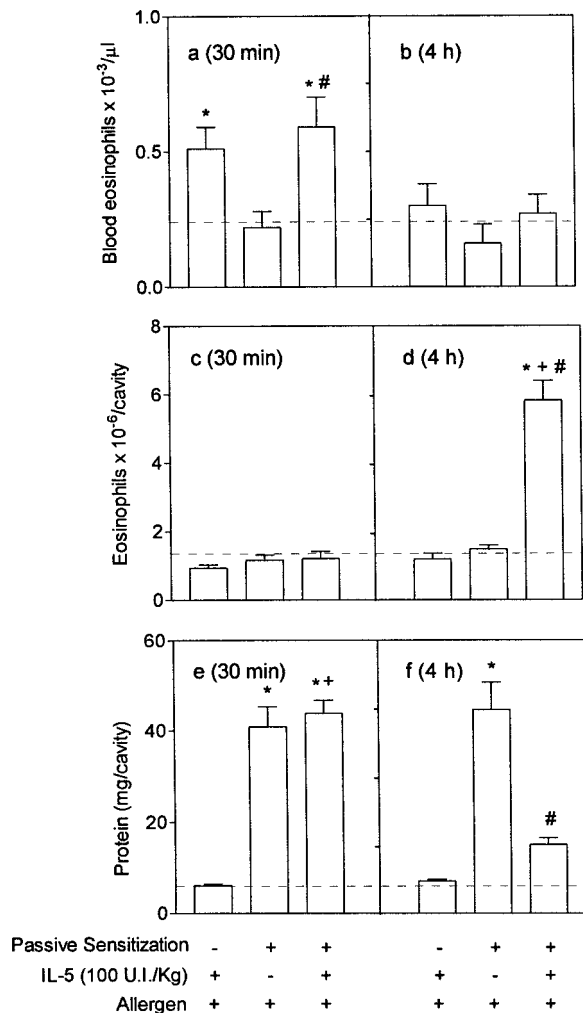 Blood eosinophils x 10⁻³/µl
1.0
0.5
0.0
a (30 min)
*
* #
b (4 h)
Eosinophils x 10⁻⁶/cavity
8
6
4
2
0
c (30 min)
d (4 h)
* + #
Protein (mg/cavity)
60
40
20
0
e (30 min)
*
* +
f (4 h)
*
#
Passive Sensitization - + + - + +
IL-5 (100 U.I./Kg) + - + + - +
Allergen + + + + + +